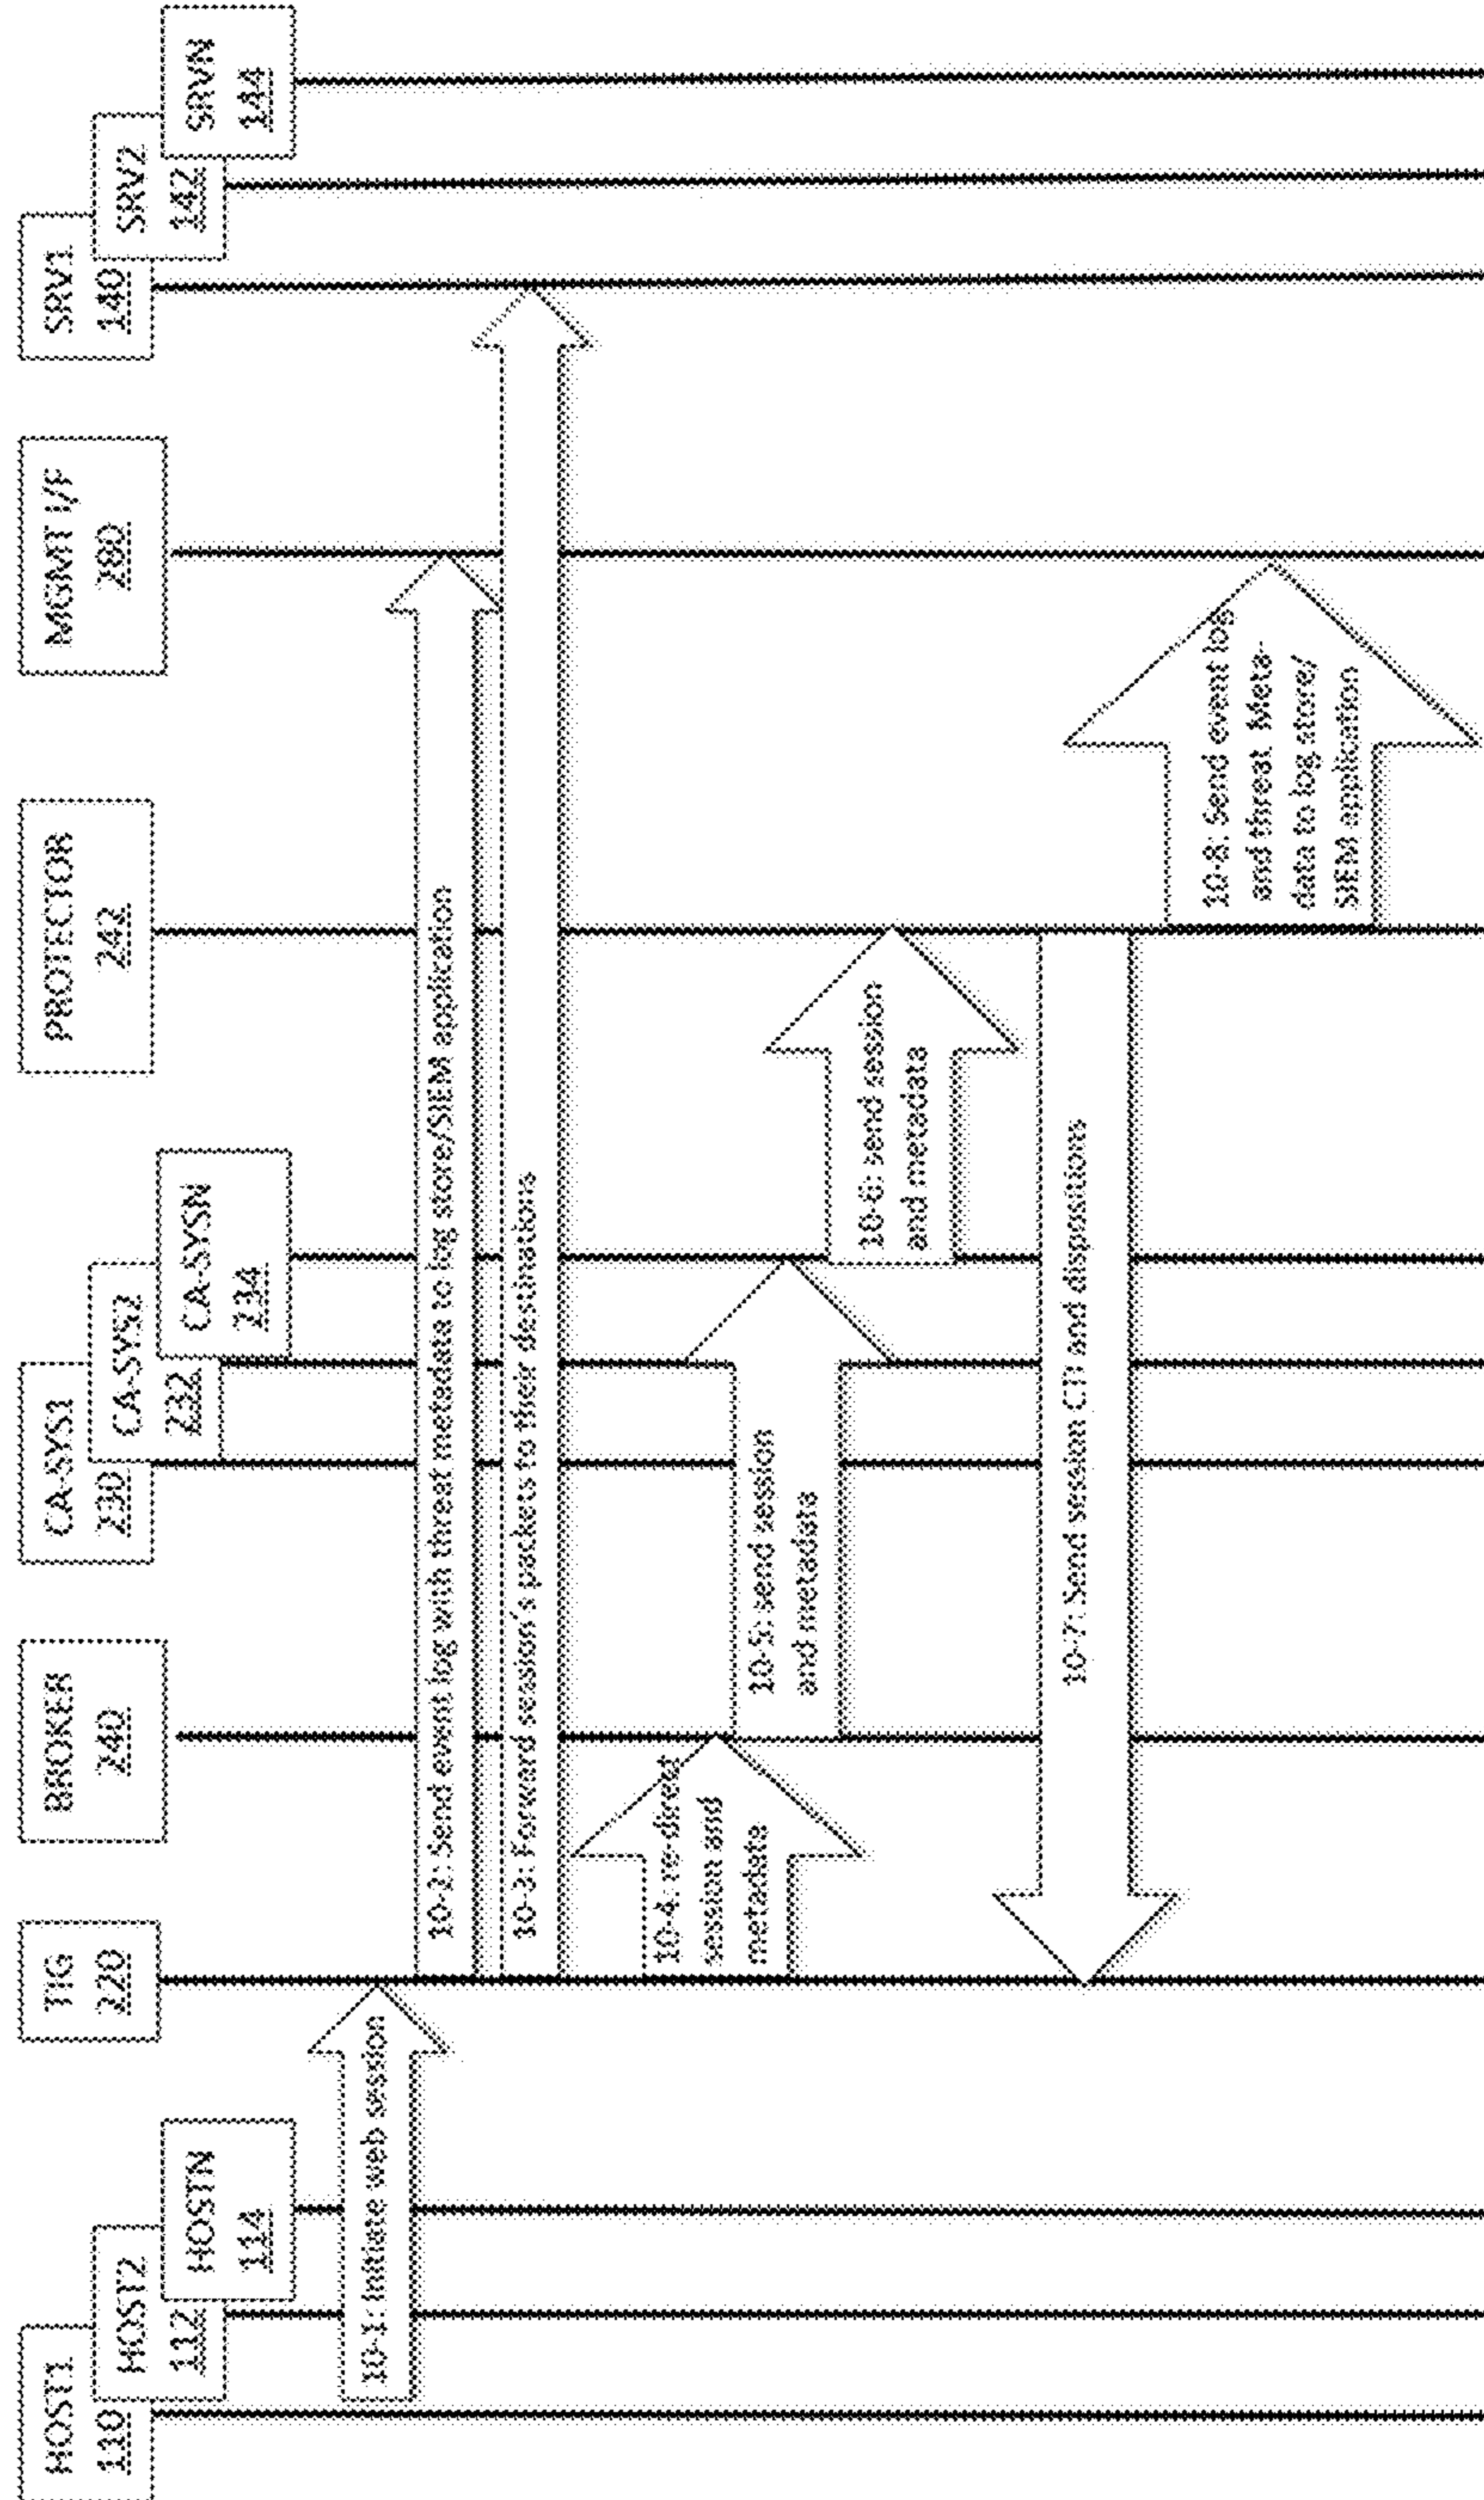 HOST1
110
HOST2
112
HOSTN
114
TIG
220
BROKER
240
CA-SYS1
230
CA-SYS2
232
CA-SYSN
234
PROTECTOR
242
MGMT I/F
280
SRV1
140
SRV2
142
SRVN
144
10-1: Initiate web session
10-2: Send event log with threat metadata to log store/SIEM application
10-3: Forward session's packets to their destinations
10-4: re-direct
session and
metadata
10-5: send session
and metadata
10-6: send session
and metadata
10-7: Send session CTI and dispositions
10-8: Send event log
and threat Meta-
data to log store/
SIEM application